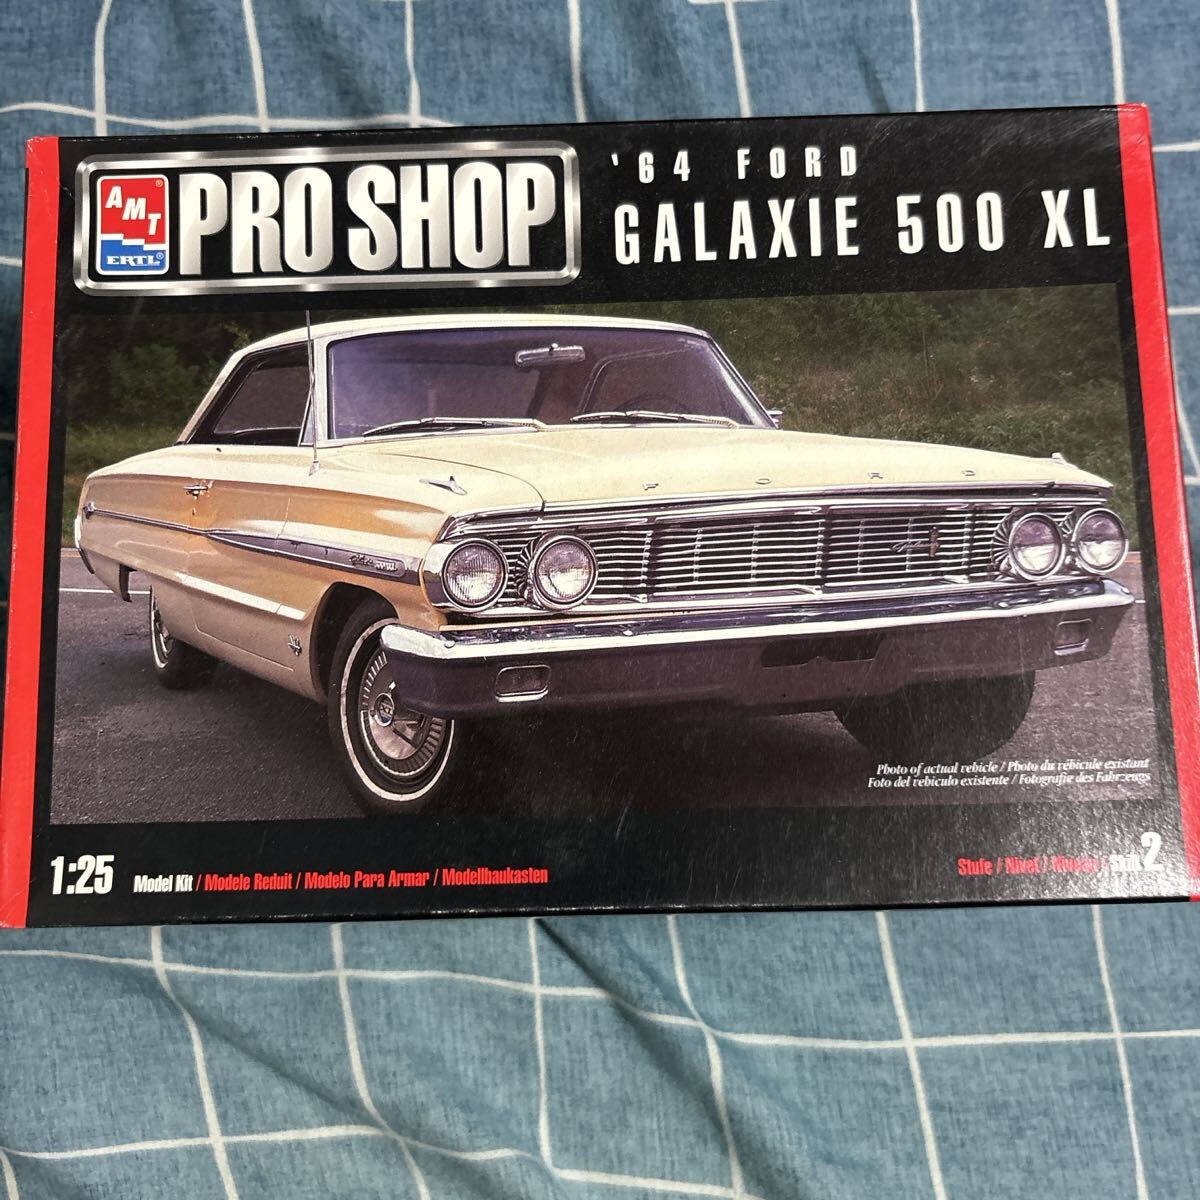 AMT
ERTL®
PRO SHOP
'64 FORD
GALAXIE 500 XL
FORD
Photo of actual vehicle / Photo du véhicule existant
Foto del vehiculo existente / Fotografie des Fahrzeugs
1:25
Model Kit / Modele Reduit / Modelo Para Armar / Modellbaukasten
Stufe / Nivel / Niveau / Skill 2